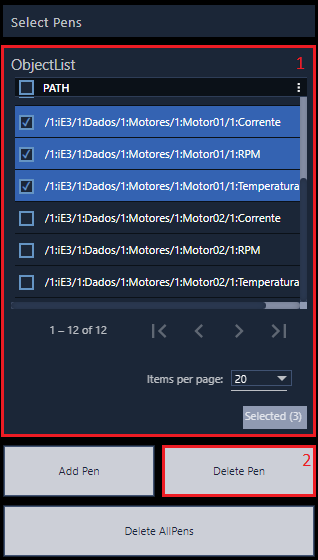 Select Pens
1
ObjectList
PATH
/1:iE3/1:Dados/1:Motores/1:Motor01/1:Corrente
/1:iE3/1:Dados/1:Motores/1:Motor01/1:RPM
/1:iE3/1:Dados/1:Motores/1:Motor01/1:Temperatura
/1:iE3/1:Dados/1:Motores/1:Motor02/1:Corrente
/1:iE3/1:Dados/1:Motores/1:Motor02/1:RPM
/1:iE3/1:Dados/1:Motores/1:Motor02/1:Temperatura
1 – 12 of 12
Items per page: 20
Selected (3)
2
Add Pen Delete Pen
Delete AllPens